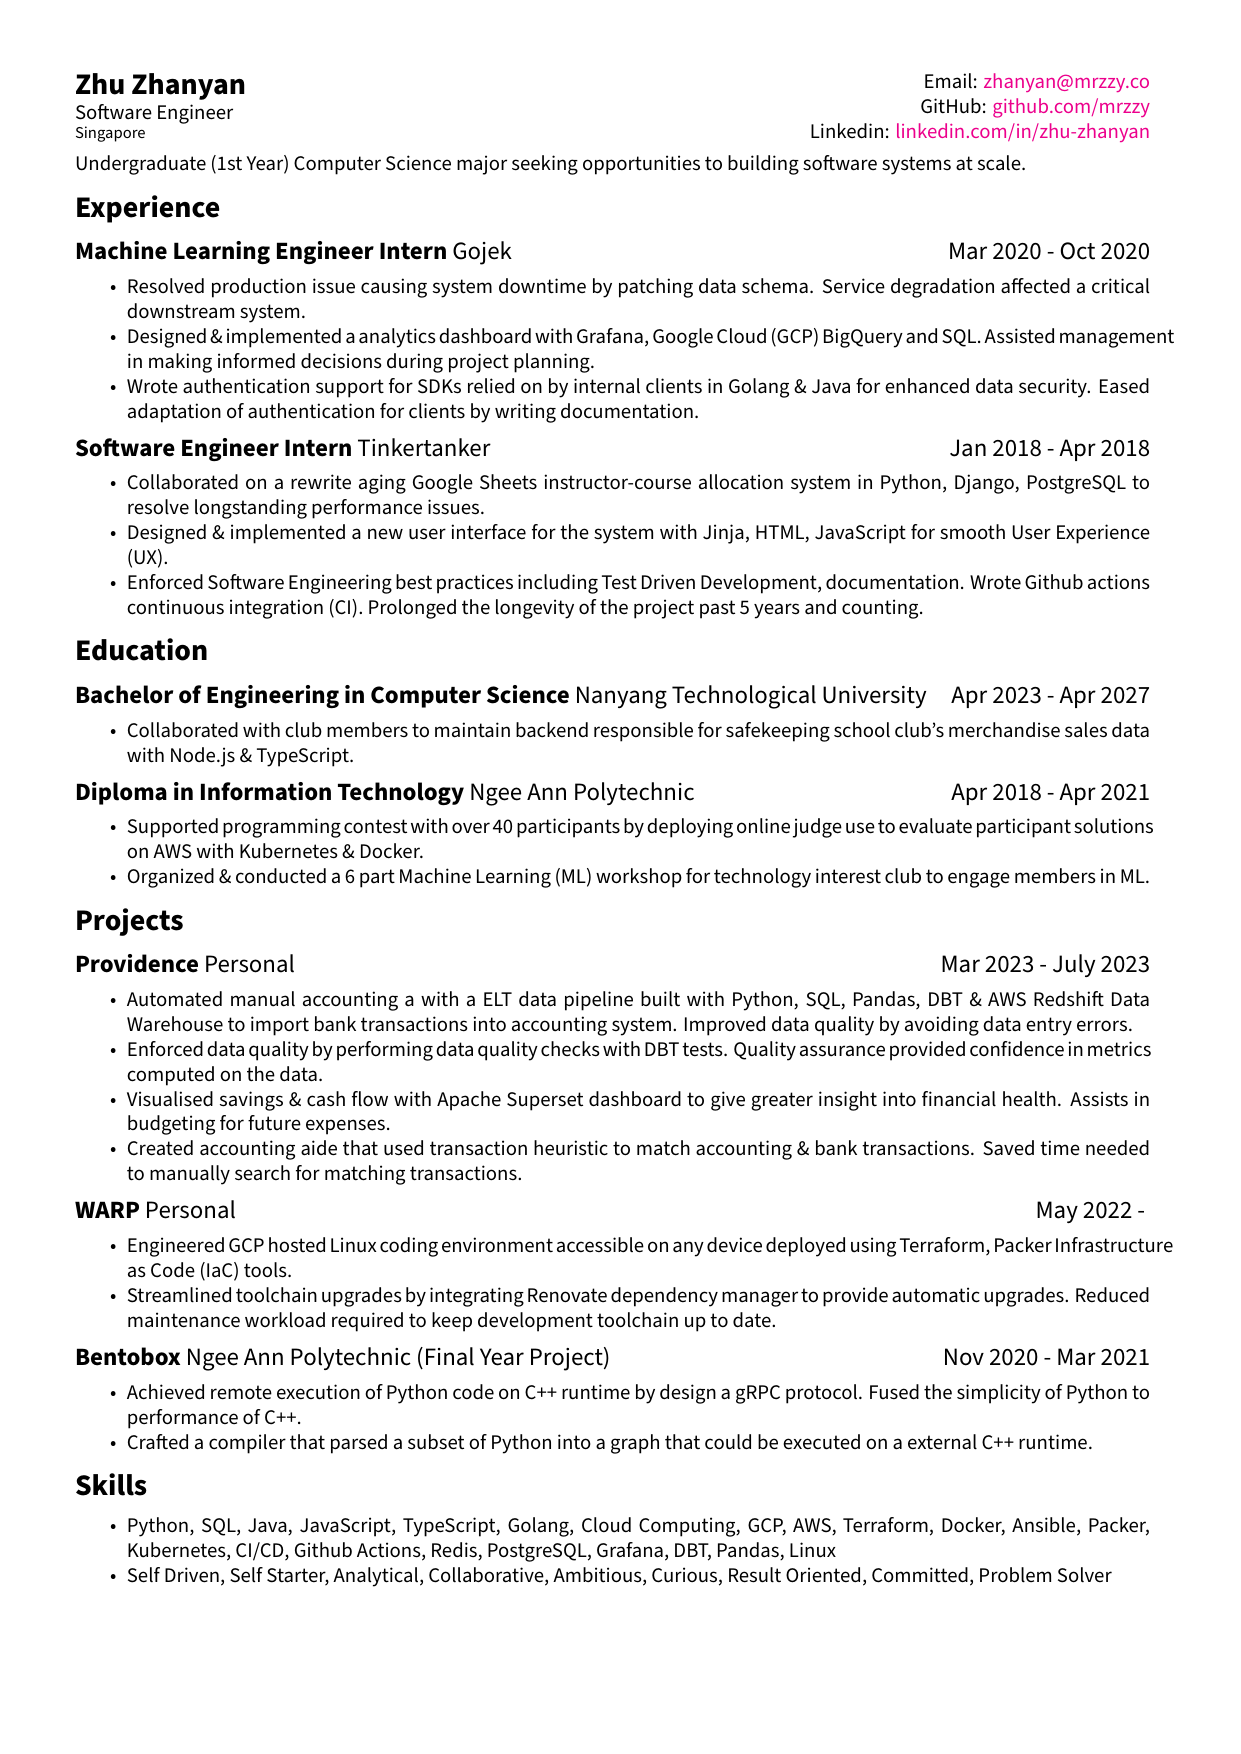 Zhu Zhanyan
Software Engineer
Singapore
Email: zhanyan@mrzzy.co
GitHub: github.com/mrzzy
Linkedin: linkedin.com/in/zhu-zhanyan
Undergraduate (1st Year) Computer Science major seeking opportunities to building software systems at scale.
Experience
Machine Learning Engineer Intern Gojek Mar 2020 - Oct 2020
• Resolved production issue causing system downtime by patching data schema. Service degradation affected a critical
downstream system.
• Designed & implemented a analytics dashboard with Grafana, Google Cloud (GCP) BigQuery and SQL. Assisted management
in making informed decisions during project planning.
• Wrote authentication support for SDKs relied on by internal clients in Golang & Java for enhanced data security. Eased
adaptation of authentication for clients by writing documentation.
Software Engineer Intern Tinkertanker Jan 2018 - Apr 2018
• Collaborated on a rewrite aging Google Sheets instructor-course allocation system in Python, Django, PostgreSQL to
resolve longstanding performance issues.
• Designed & implemented a new user interface for the system with Jinja, HTML, JavaScript for smooth User Experience
(UX).
• Enforced Software Engineering best practices including Test Driven Development, documentation. Wrote Github actions
continuous integration (CI). Prolonged the longevity of the project past 5 years and counting.
Education
Bachelor of Engineering in Computer Science Nanyang Technological University Apr 2023 - Apr 2027
• Collaborated with club members to maintain backend responsible for safekeeping school club's merchandise sales data
with Node.js & TypeScript.
Diploma in Information Technology Ngee Ann Polytechnic Apr 2018 - Apr 2021
• Supported programming contest with over 40 participants by deploying online judge use to evaluate participant solutions
on AWS with Kubernetes & Docker.
• Organized & conducted a 6 part Machine Learning (ML) workshop for technology interest club to engage members in ML.
Projects
Providence Personal Mar 2023 - July 2023
• Automated manual accounting a with a ELT data pipeline built with Python, SQL, Pandas, DBT & AWS Redshift Data
Warehouse to import bank transactions into accounting system. Improved data quality by avoiding data entry errors.
• Enforced data quality by performing data quality checks with DBT tests. Quality assurance provided confidence in metrics
computed on the data.
• Visualised savings & cash flow with Apache Superset dashboard to give greater insight into financial health. Assists in
budgeting for future expenses.
• Created accounting aide that used transaction heuristic to match accounting & bank transactions. Saved time needed
to manually search for matching transactions.
WARP Personal May 2022 -
• Engineered GCP hosted Linux coding environment accessible on any device deployed using Terraform, Packer Infrastructure
as Code (IaC) tools.
• Streamlined toolchain upgrades by integrating Renovate dependency manager to provide automatic upgrades. Reduced
maintenance workload required to keep development toolchain up to date.
Bentobox Ngee Ann Polytechnic (Final Year Project) Nov 2020 - Mar 2021
• Achieved remote execution of Python code on C++ runtime by design a gRPC protocol. Fused the simplicity of Python to
performance of C++.
• Crafted a compiler that parsed a subset of Python into a graph that could be executed on a external C++ runtime.
Skills
• Python, SQL, Java, JavaScript, TypeScript, Golang, Cloud Computing, GCP, AWS, Terraform, Docker, Ansible, Packer,
Kubernetes, CI/CD, Github Actions, Redis, PostgreSQL, Grafana, DBT, Pandas, Linux
• Self Driven, Self Starter, Analytical, Collaborative, Ambitious, Curious, Result Oriented, Committed, Problem Solver